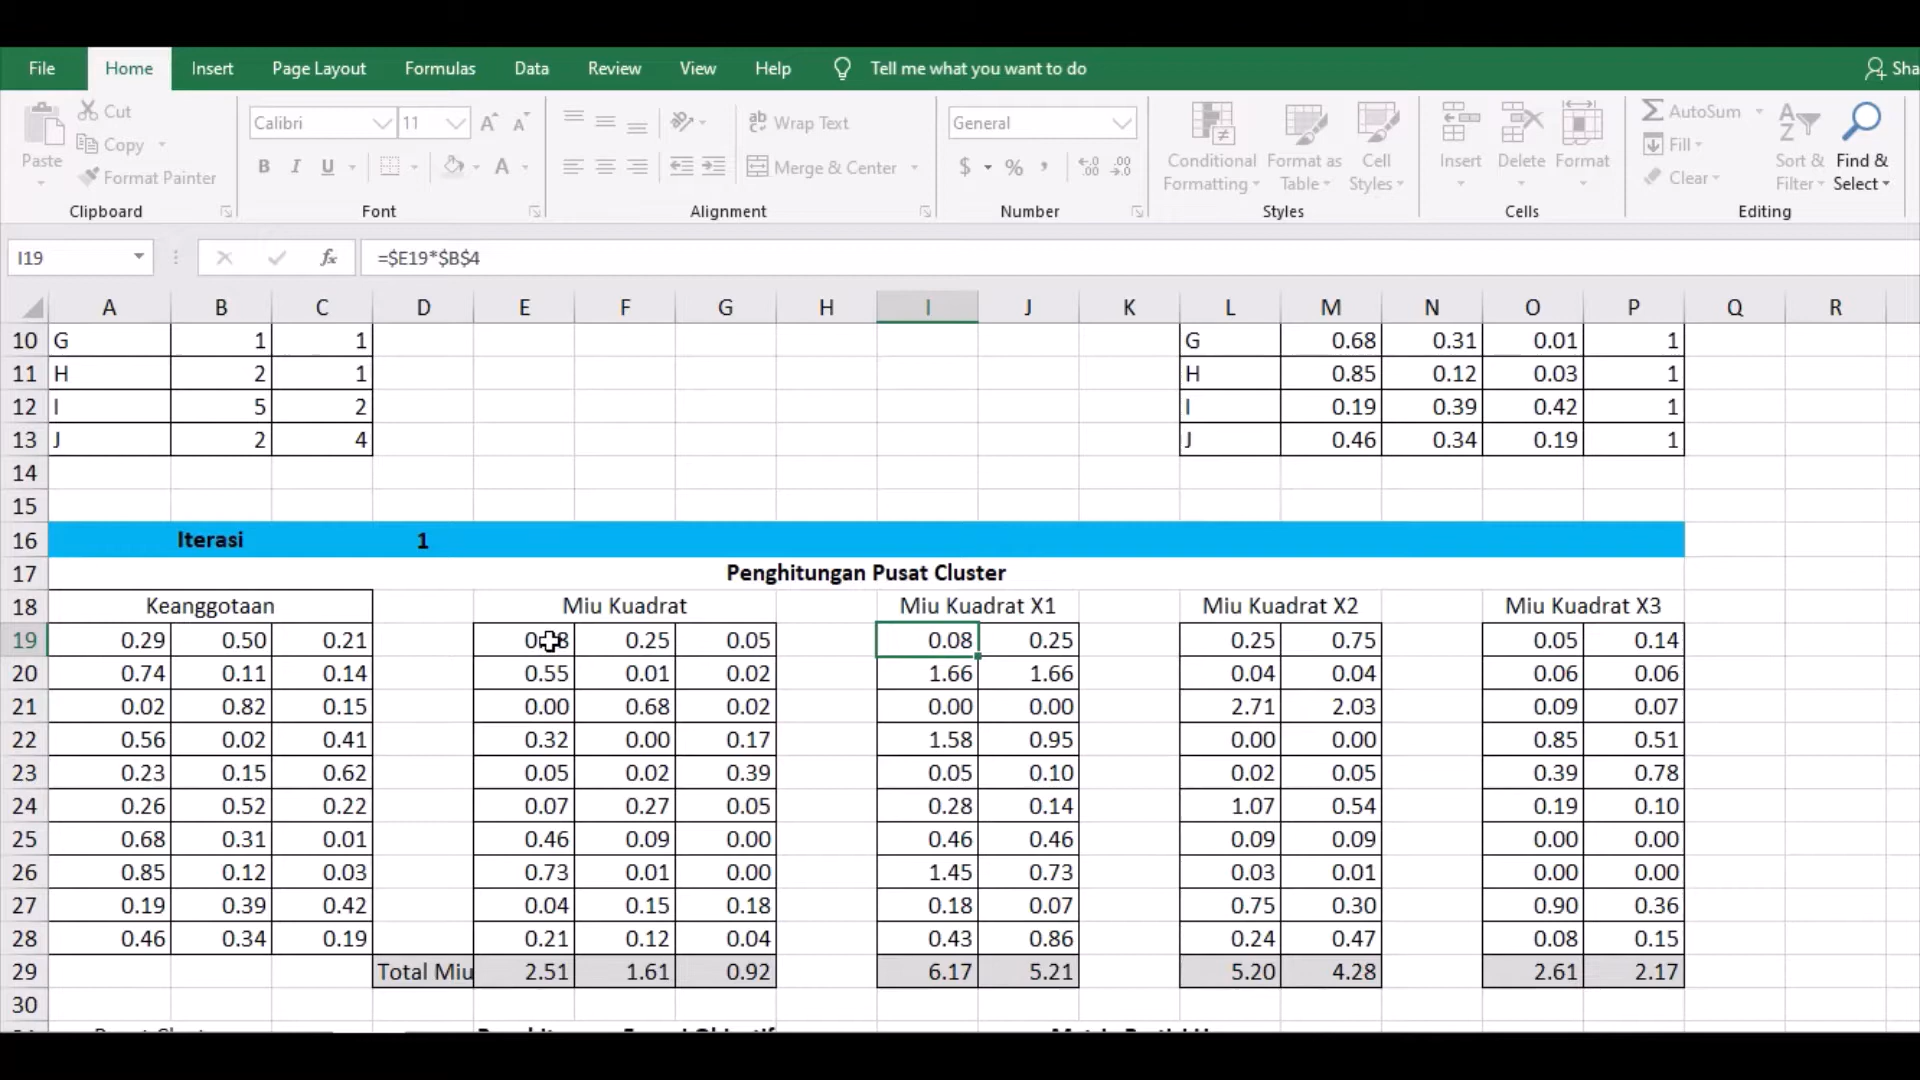 File Home Insert Page Layout Formulas Data Review View Help Tell me what you want to do Sha
Cut Calibri 11 Wrap Text General AutoSum
Paste Copy Conditional Format as Cell Insert Delete Format Fill Sort & Find &
Format Painter B I U A Merge & Center $ % , Formatting Table Styles Clear Filter Select
Clipboard Font Alignment Number Styles Cells Editing
I19 fx =$E19*$B$4
A B C D E F G H I J K L M N O P Q R
10 G 1 1 G 0.68 0.31 0.01 1
11 H 2 1 H 0.85 0.12 0.03 1
12 I 5 2 I 0.19 0.39 0.42 1
13 J 2 4 J 0.46 0.34 0.19 1
14
15
16 Iterasi 1
17 Penghitungan Pusat Cluster
18 Keanggotaan Miu Kuadrat Miu Kuadrat X1 Miu Kuadrat X2 Miu Kuadrat X3
19 0.29 0.50 0.21 0.25 0.05 0.08 0.25 0.25 0.75 0.05 0.14
20 0.74 0.11 0.14 0.55 0.01 0.02 1.66 1.66 0.04 0.04 0.06 0.06
21 0.02 0.82 0.15 0.00 0.68 0.02 0.00 0.00 2.71 2.03 0.09 0.07
22 0.56 0.02 0.41 0.32 0.00 0.17 1.58 0.95 0.00 0.00 0.85 0.51
23 0.23 0.15 0.62 0.05 0.02 0.39 0.05 0.10 0.02 0.05 0.39 0.78
24 0.26 0.52 0.22 0.07 0.27 0.05 0.28 0.14 1.07 0.54 0.19 0.10
25 0.68 0.31 0.01 0.46 0.09 0.00 0.46 0.46 0.09 0.09 0.00 0.00
26 0.85 0.12 0.03 0.73 0.01 0.00 1.45 0.73 0.03 0.01 0.00 0.00
27 0.19 0.39 0.42 0.04 0.15 0.18 0.18 0.07 0.75 0.30 0.90 0.36
28 0.46 0.34 0.19 0.21 0.12 0.04 0.43 0.86 0.24 0.47 0.08 0.15
29 Total Miu 2.51 1.61 0.92 6.17 5.21 5.20 4.28 2.61 2.17
30